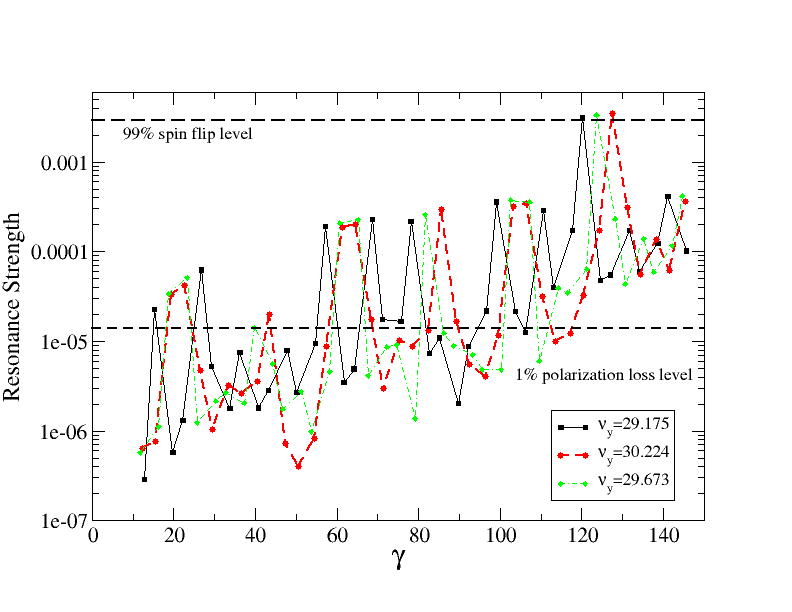 99% spin flip level
0.001
0.0001
1e-05
1e-06
1e-07
Resonance Strength
1% polarization loss level
ν_y=29.175
ν_y=30.224
ν_y=29.673
0 20 40 60 80 100 120 140
γ